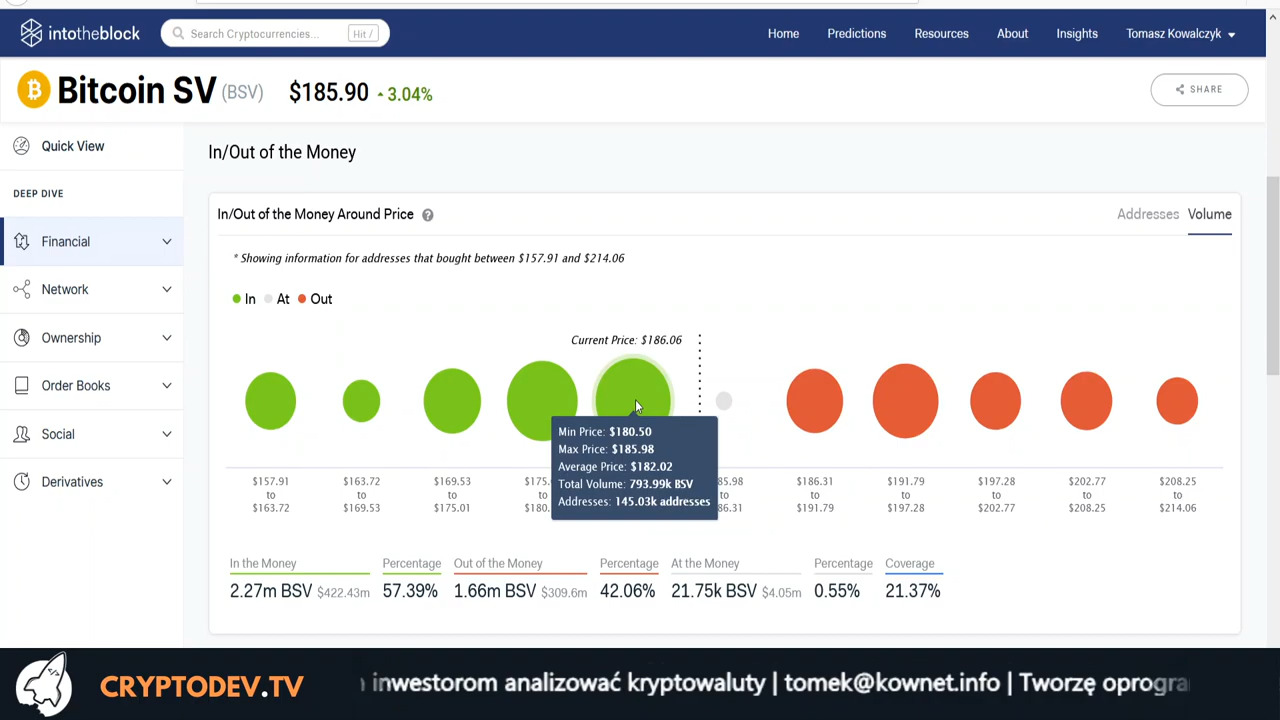 intotheblock
Search Cryptocurrencies... Hit /
Home Predictions Resources About Insights Tomasz Kowalczyk
Bitcoin SV (BSV) $185.90 3.04%
SHARE
Quick View
DEEP DIVE
Financial
Network
Ownership
Order Books
Social
Derivatives
In/Out of the Money
In/Out of the Money Around Price ?
Addresses Volume
* Showing information for addresses that bought between $157.91 and $214.06
In At Out
Current Price: $186.06
Min Price: $180.50
Max Price: $185.98
Average Price: $182.02
Total Volume: 793.99k BSV
Addresses: 145.03k addresses
$157.91 $163.72 $169.53 $175. 85.98 $186.31 $191.79 $197.28 $202.77 $208.25
to to to to to to to to to to
$163.72 $169.53 $175.01 $180. 86.31 $191.79 $197.28 $202.77 $208.25 $214.06
In the Money Percentage Out of the Money Percentage At the Money Percentage Coverage
2.27m BSV $422.43m 57.39% 1.66m BSV $309.6m 42.06% 21.75k BSV $4.05m 0.55% 21.37%
CRYPTODEV.TV
inwestorom analizować kryptowaluty | tomek@kownet.info | Tworzę oprogra